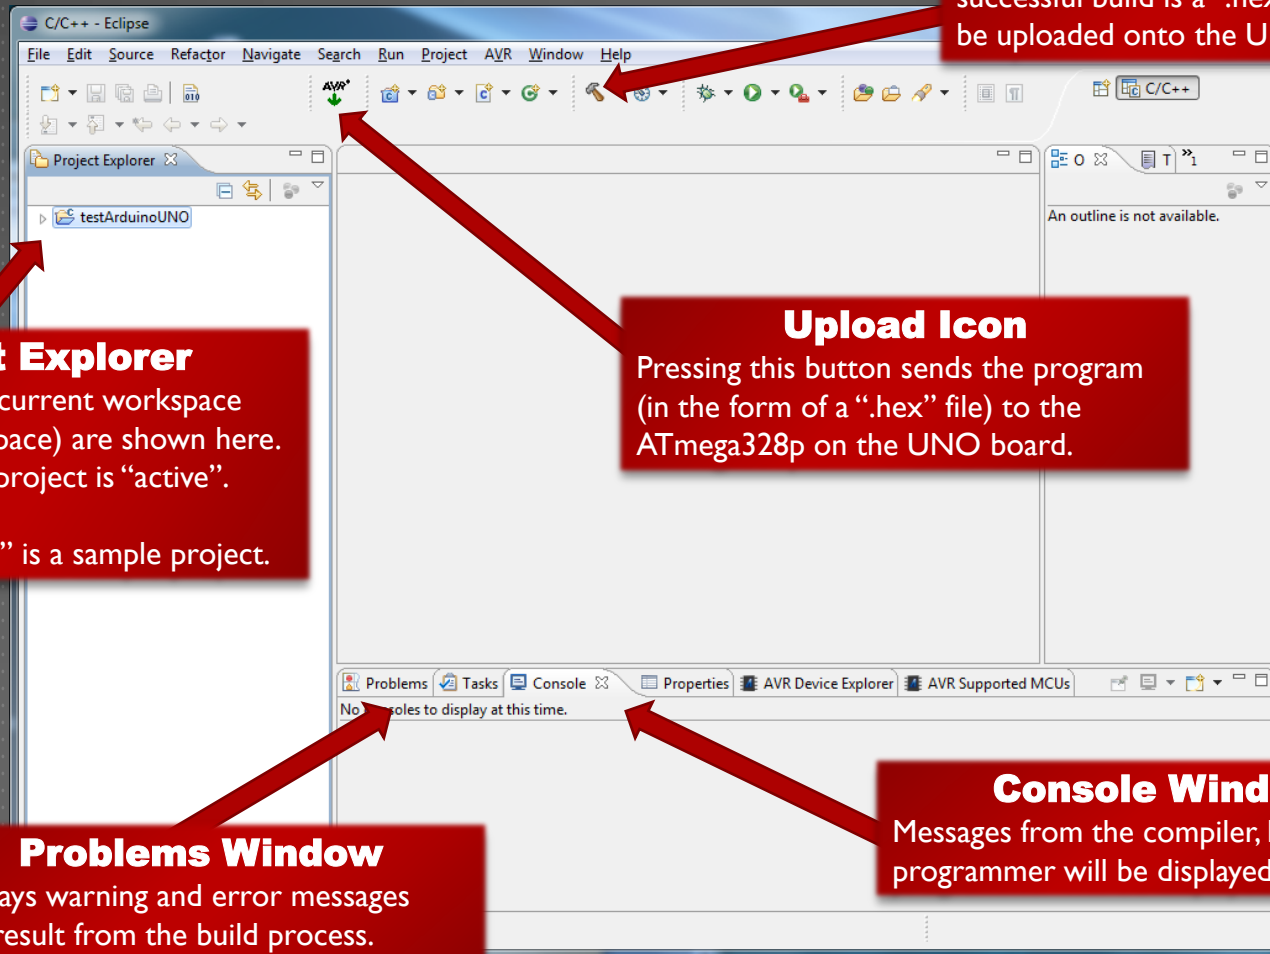 successful build is a ".hex
be uploaded onto the U
C/C++ - Eclipse
File Edit Source Refactor Navigate Search Run Project AVR Window Help
AVR*
C/C++
Project Explorer
O T »1
testArduinoUNO
An outline is not available.
Upload Icon
Pressing this button sends the program
(in the form of a “.hex” file) to the
ATmega328p on the UNO board.
t Explorer
current workspace
pace) are shown here.
project is “active”.
” is a sample project.
Problems Tasks Console Properties AVR Device Explorer AVR Supported MCUs
No consoles to display at this time.
Console Wind
Messages from the compiler,
programmer will be displayed
Problems Window
ays warning and error messages
result from the build process.